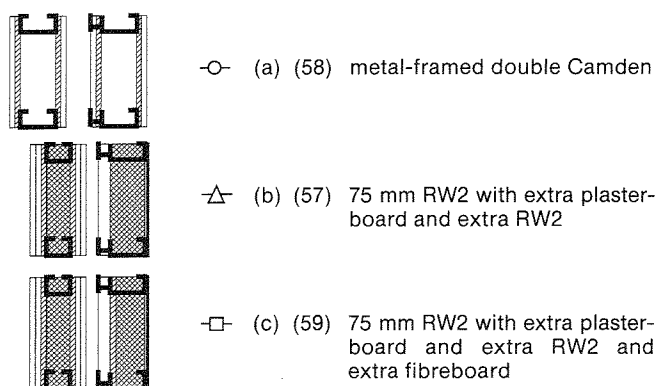 (a) (58) metal-framed double Camden
(b) (57) 75 mm RW2 with extra plaster-
board and extra RW2
(c) (59) 75 mm RW2 with extra plaster-
board and extra RW2 and
extra fibreboard